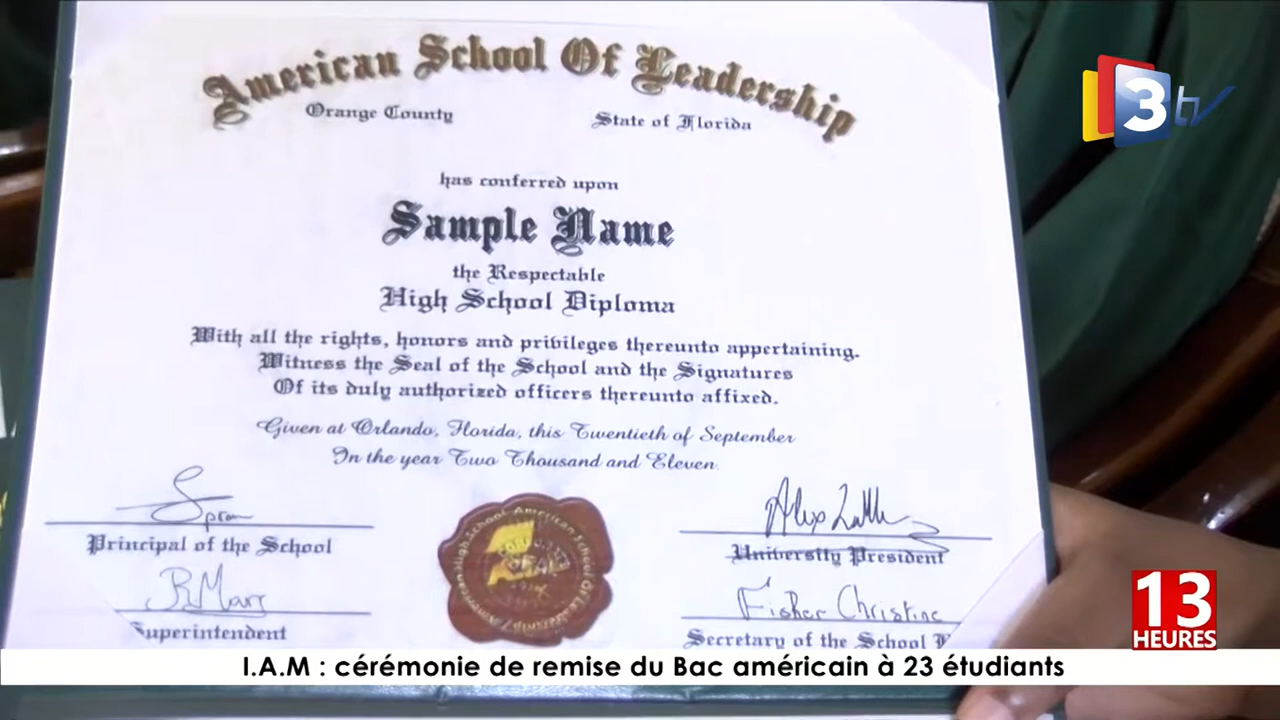 American School Of Leadership
Orange County State of Florida
3tv
has conferred upon
Sample Name
the Respectable
High School Diploma
With all the rights, honors and privileges thereunto appertaining.
Witness the Seal of the School and the Signatures
Of its duly authorized officers thereunto affixed.
Given at Orlando, Florida, this Twentieth of September
In the year Two Thousand and Eleven.
Principal of the School
University President
Fisher Christine
Superintendent
Secretary of the School
13
HEURES
I.A.M : cérémonie de remise du Bac américain à 23 étudiants